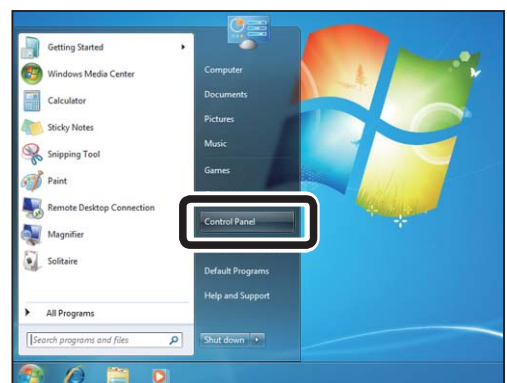 Getting Started
Windows Media Center
Calculator
Sticky Notes
Snipping Tool
Paint
Remote Desktop Connection
Magnifier
Solitaire
All Programs
Search programs and files
Computer
Documents
Pictures
Music
Games
Control Panel
Default Programs
Help and Support
Shut down